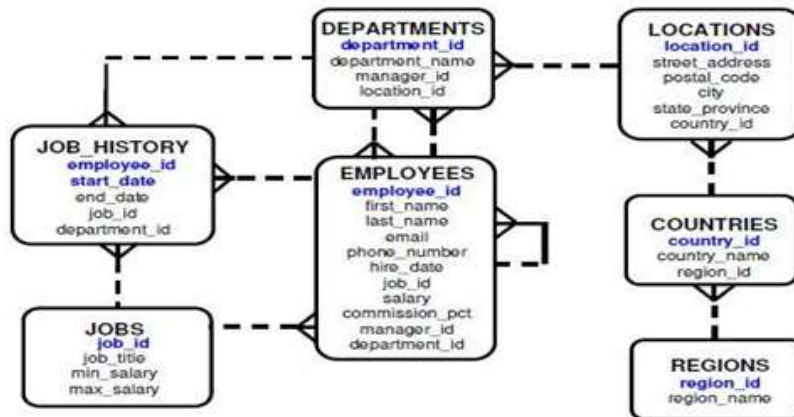 DEPARTMENTS
department_id
department_name
manager_id
location_id
LOCATIONS
location_id
street_address
postal_code
city
state_province
country_id
JOB_HISTORY
employee_id
start_date
end_date
job_id
department_id
EMPLOYEES
employee_id
first_name
last_name
email
phone_number
hire_date
job_id
salary
commission_pct
manager_id
department_id
COUNTRIES
country_id
country_name
region_id
JOBS
job_id
job_title
min_salary
max_salary
REGIONS
region_id
region_name